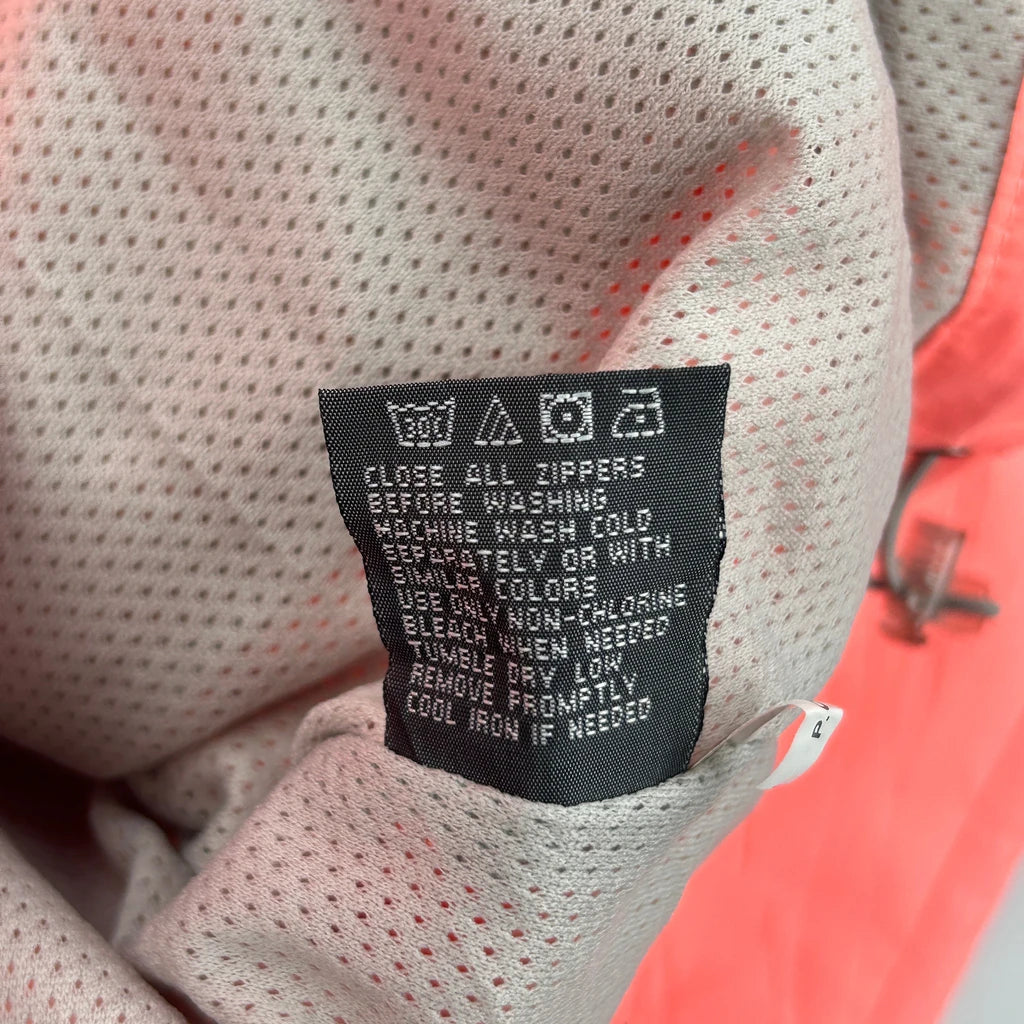 30°
CLOSE ALL ZIPPERS
BEFORE WASHING
MACHINE WASH COLD
SEPARATELY OR WITH
SIMILAR COLORS
USE ONLY NON-CHLORINE
BLEACH WHEN NEEDED
TUMBLE DRY LOW
REMOVE PROMPTLY
COOL IRON IF NEEDED
P.